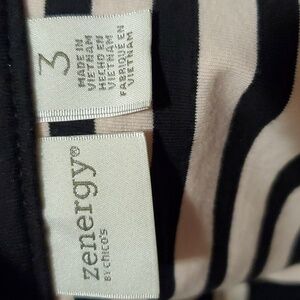 3
MADE IN
VIETNAM
HECHO EN
VIETNAM
FABRIQUÉ EN
VIETNAM
zenergy®
BY chico's